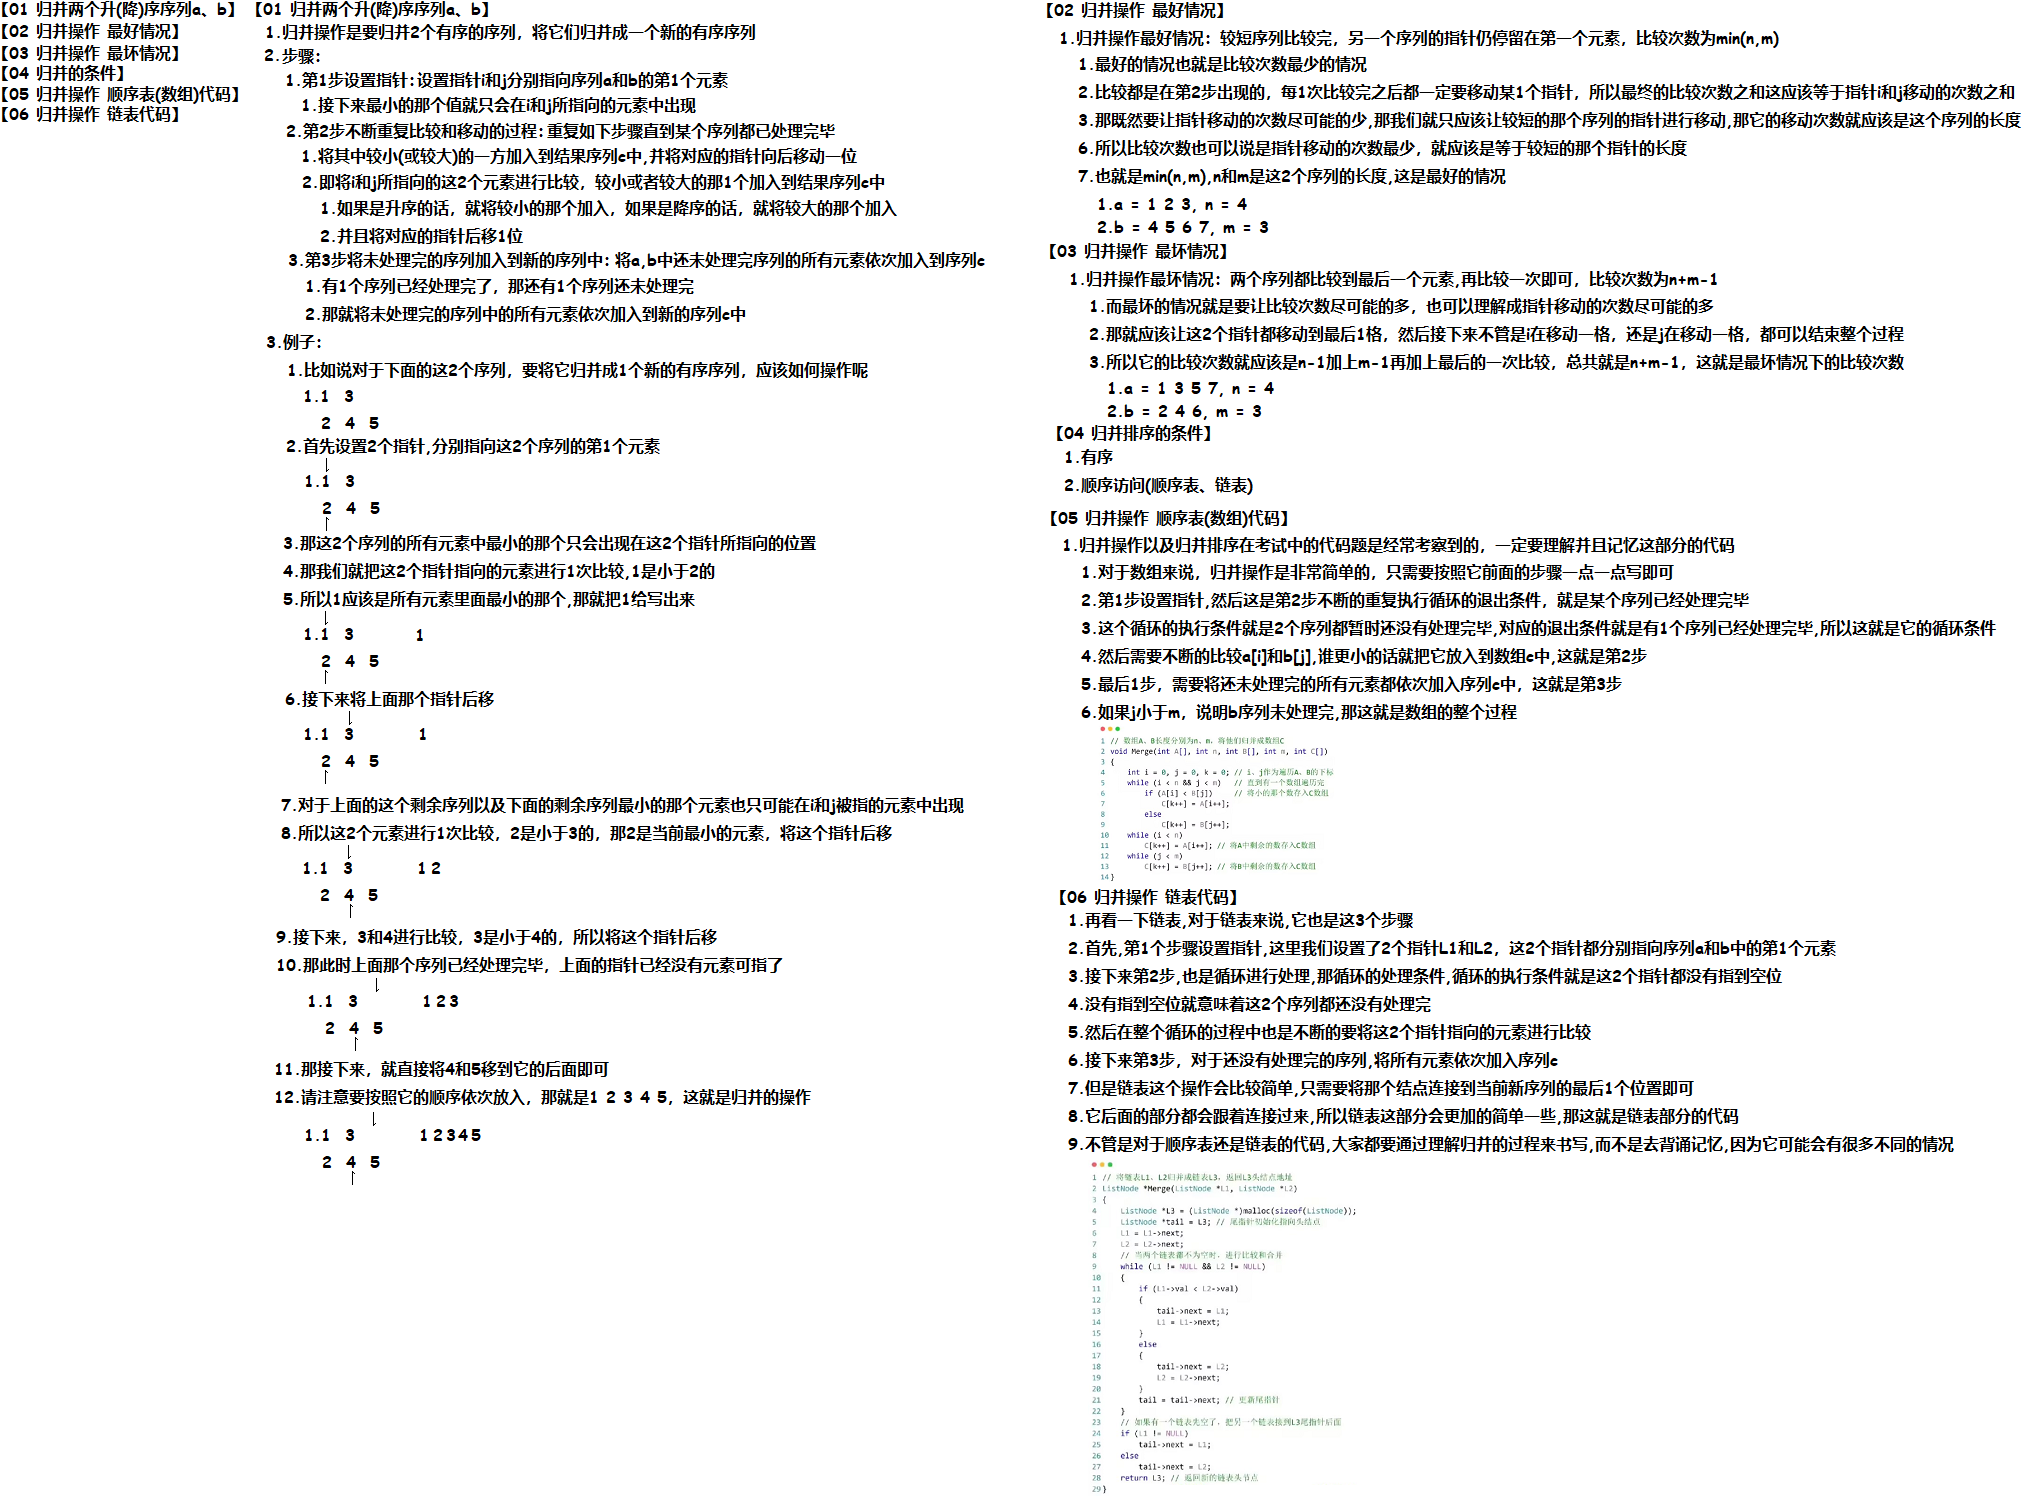 【01 归并两个升(降)序序列a、b】
【02 归并操作 最好情况】
【03 归并操作 最坏情况】
【04 归并的条件】
【05 归并操作 顺序表(数组)代码】
【06 归并操作 链表代码】
【01 归并两个升(降)序序列a、b】
1.归并操作是要归并2个有序的序列，将它们归并成一个新的有序序列
2.步骤：
1.第1步设置指针：设置指针i和j分别指向序列a和b的第1个元素
1.接下来最小的那个值就只会在i和j所指向的元素中出现
2.第2步不断重复比较和移动的过程：重复如下步骤直到某个序列都已处理完毕
1.将其中较小(或较大)的一方加入到结果序列c中,并将对应的指针向后移动一位
2.即将i和j所指向的这2个元素进行比较，较小或者较大的那1个加入到结果序列c中
1.如果是升序的话，就将较小的那个加入，如果是降序的话，就将较大的那个加入
2.并且将对应的指针后移1位
3.第3步将未处理完的序列加入到新的序列中：将a,b中还未处理完序列的所有元素依次加入到序列c
1.有1个序列已经处理完了，那还有1个序列还未处理完
2.那就将未处理完的序列中的所有元素依次加入到新的序列c中
3.例子：
1.比如说对于下面的这2个序列，要将它归并成1个新的有序序列，应该如何操作呢
1.1 3
2 4 5
2.首先设置2个指针,分别指向这2个序列的第1个元素
1.1 3
2 4 5
3.那这2个序列的所有元素中最小的那个只会出现在这2个指针所指向的位置
4.那我们就把这2个指针指向的元素进行1次比较,1是小于2的
5.所以1应该是所有元素里面最小的那个,那就把1给写出来
1.1 3 1
2 4 5
6.接下来将上面那个指针后移
1.1 3 1
2 4 5
7.对于上面的这个剩余序列以及下面的剩余序列最小的那个元素也只可能在i和j被指的元素中出现
8.所以这2个元素进行1次比较，2是小于3的，那2是当前最小的元素，将这个指针后移
1.1 3 1 2
2 4 5
9.接下来，3和4进行比较，3是小于4的，所以将这个指针后移
10.那此时上面那个序列已经处理完毕，上面的指针已经没有元素可指了
1.1 3 1 2 3
2 4 5
11.那接下来，就直接将4和5移到它的后面即可
12.请注意要按照它的顺序依次放入，那就是1 2 3 4 5，这就是归并的操作
1.1 3 1 2 3 4 5
2 4 5
【02 归并操作 最好情况】
1.归并操作最好情况：较短序列比较完，另一个序列的指针仍停留在第一个元素，比较次数为min(n,m)
1.最好的情况也就是比较次数最少的情况
2.比较都是在第2步出现的，每1次比较完之后都一定要移动某1个指针，所以最终的比较次数之和这应该等于指针i和j移动的次数之和
3.那既然要让指针移动的次数尽可能的少,那我们就只应该让较短的那个序列的指针进行移动,那它的移动次数就应该是这个序列的长度
6.所以比较次数也可以说是指针移动的次数最少，就应该是等于较短的那个指针的长度
7.也就是min(n,m),n和m是这2个序列的长度,这是最好的情况
1.a = 1 2 3, n = 4
2.b = 4 5 6 7, m = 3
【03 归并操作 最坏情况】
1.归并操作最坏情况：两个序列都比较到最后一个元素,再比较一次即可，比较次数为n+m-1
1.而最坏的情况就是要让比较次数尽可能的多，也可以理解成指针移动的次数尽可能的多
2.那就应该让这2个指针都移动到最后1格，然后接下来不管是i在移动一格，还是j在移动一格，都可以结束整个过程
3.所以它的比较次数就应该是n-1加上m-1再加上最后的一次比较，总共就是n+m-1，这就是最坏情况下的比较次数
1.a = 1 3 5 7, n = 4
2.b = 2 4 6, m = 3
【04 归并排序的条件】
1.有序
2.顺序访问(顺序表、链表)
【05 归并操作 顺序表(数组)代码】
1.归并操作以及归并排序在考试中的代码题是经常考察到的，一定要理解并且记忆这部分的代码
1.对于数组来说，归并操作是非常简单的，只需要按照它前面的步骤一点一点写即可
2.第1步设置指针,然后这是第2步不断的重复执行循环的退出条件，就是某个序列已经处理完毕
3.这个循环的执行条件就是2个序列都暂时还没有处理完毕,对应的退出条件就是有1个序列已经处理完毕,所以这就是它的循环条件
4.然后需要不断的比较a[i]和b[j],谁更小的话就把它放入到数组c中,这就是第2步
5.最后1步，需要将还未处理完的所有元素都依次加入序列c中，这就是第3步
6.如果j小于m，说明b序列未处理完,那这就是数组的整个过程
1 // 数组A、B长度分别为n、m，将他们归并成数组C
2 void Merge(int A[], int n, int B[], int m, int C[])
3 {
4 int i = 0, j = 0, k = 0; // i、j作为遍历A、B的下标
5 while (i < n && j < m) // 直到有一个数组遍历完
6 if (A[i] < B[j]) // 将小的那个数存入C数组
7 C[k++] = A[i++];
8 else
9 C[k++] = B[j++];
10 while (i < n)
11 C[k++] = A[i++]; // 将A中剩余的数存入C数组
12 while (j < m)
13 C[k++] = B[j++]; // 将B中剩余的数存入C数组
14 }
【06 归并操作 链表代码】
1.再看一下链表,对于链表来说,它也是这3个步骤
2.首先,第1个步骤设置指针,这里我们设置了2个指针L1和L2，这2个指针都分别指向序列a和b中的第1个元素
3.接下来第2步,也是循环进行处理,那循环的处理条件,循环的执行条件就是这2个指针都没有指到空位
4.没有指到空位就意味着这2个序列都还没有处理完
5.然后在整个循环的过程中也是不断的要将这2个指针指向的元素进行比较
6.接下来第3步，对于还没有处理完的序列,将所有元素依次加入序列c
7.但是链表这个操作会比较简单,只需要将那个结点连接到当前新序列的最后1个位置即可
8.它后面的部分都会跟着连接过来,所以链表这部分会更加的简单一些,那这就是链表部分的代码
9.不管是对于顺序表还是链表的代码,大家都要通过理解归并的过程来书写,而不是去背诵记忆,因为它可能会有很多不同的情况
1 // 将链表L1、L2归并成链表L3，返回L3头结点地址
2 ListNode *Merge(ListNode *L1, ListNode *L2)
3 {
4 ListNode *L3 = (ListNode *)malloc(sizeof(ListNode));
5 ListNode *tail = L3; // 尾指针初始化指向头结点
6 L1 = L1->next;
7 L2 = L2->next;
8 // 当两个链表都不为空时，进行比较和合并
9 while (L1 != NULL && L2 != NULL)
10 {
11 if (L1->val < L2->val)
12 {
13 tail->next = L1;
14 L1 = L1->next;
15 }
16 else
17 {
18 tail->next = L2;
19 L2 = L2->next;
20 }
21 tail = tail->next; // 更新尾指针
22 }
23 // 如果有一个链表先空了，把另一个链表接到L3尾指针后面
24 if (L1 != NULL)
25 tail->next = L1;
26 else
27 tail->next = L2;
28 return L3; // 返回新的链表头节点
29 }